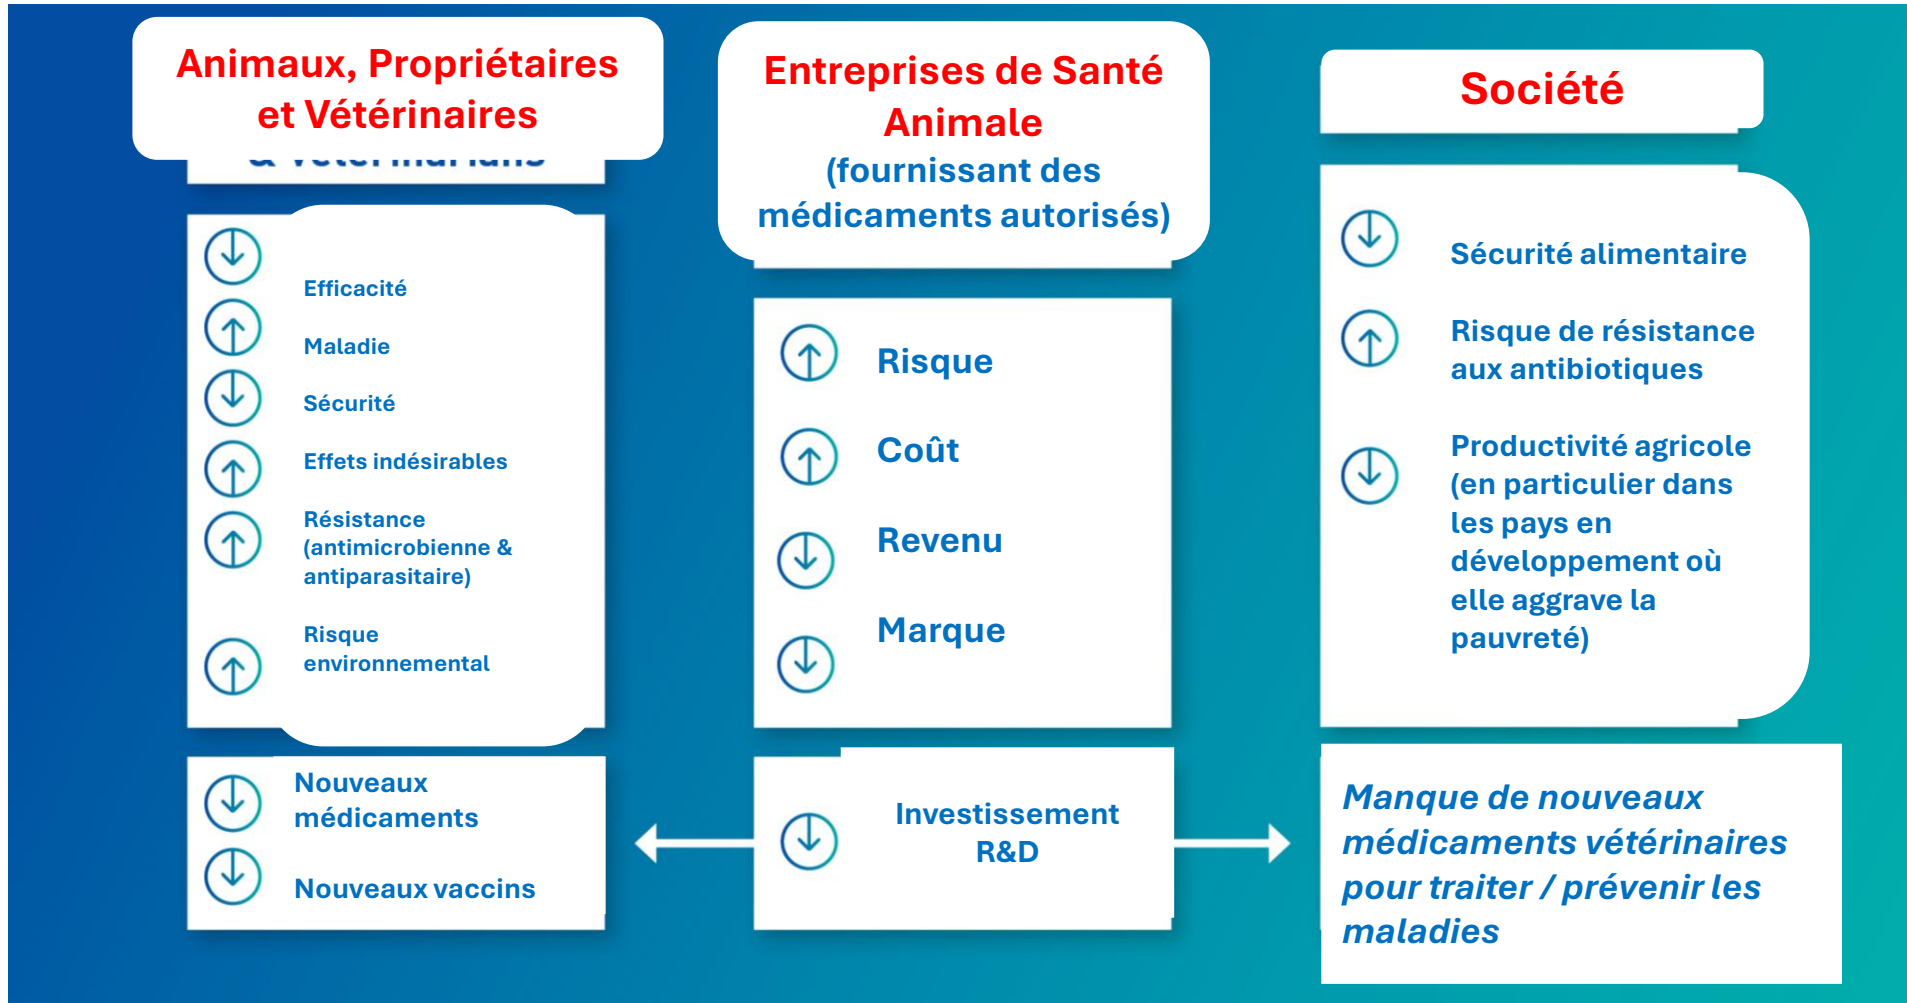 Animaux, Propriétaires
et Vétérinaires
Efficacité
Maladie
Sécurité
Effets indésirables
Résistance
(antimicrobienne &
antiparasitaire)
Risque
environnemental
Nouveaux
médicaments
Nouveaux vaccins
Entreprises de Santé
Animale
(fournissant des
médicaments autorisés)
Risque
Coût
Revenu
Marque
Investissement
R&D
Société
Sécurité alimentaire
Risque de résistance
aux antibiotiques
Productivité agricole
(en particulier dans
les pays en
développement où
elle aggrave la
pauvreté)
Manque de nouveaux
médicaments vétérinaires
pour traiter / prévenir les
maladies